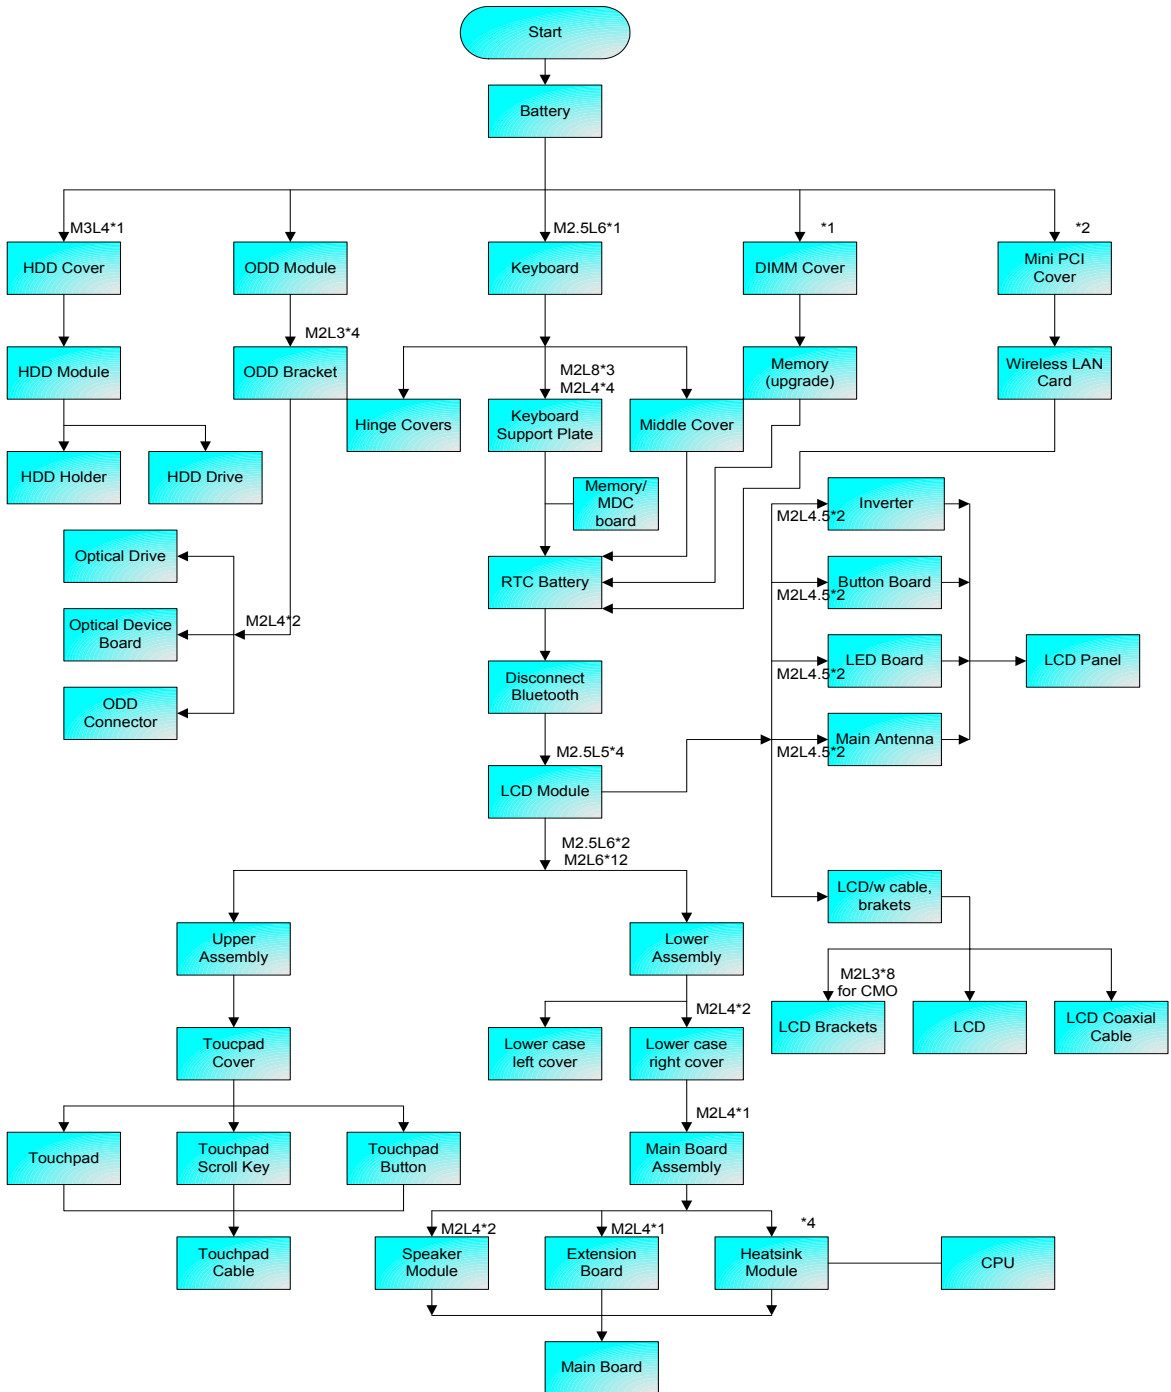 Start
Battery
M3L4*1
M2.5L6*1
*1
*2
HDD Cover
ODD Module
Keyboard
DIMM Cover
Mini PCI
Cover
M2L3*4
HDD Module
ODD Bracket
M2L8*3
M2L4*4
Memory
(upgrade)
Wireless LAN
Card
Hinge Covers
Keyboard
Support Plate
Middle Cover
HDD Holder
HDD Drive
Memory/
MDC
board
Inverter
M2L4.5*2
Optical Drive
RTC Battery
Button Board
M2L4.5*2
Optical Device
Board
M2L4*2
LED Board
M2L4.5*2
LCD Panel
Disconnect
Bluetooth
ODD
Connector
Main Antenna
M2L4.5*2
M2.5L5*4
LCD Module
M2.5L6*2
M2L6*12
LCD/w cable,
brakets
Upper
Assembly
Lower
Assembly
M2L3*8
for CMO
M2L4*2
LCD Brackets
LCD
LCD Coaxial
Cable
Toucpad
Cover
Lower case
left cover
Lower case
right cover
M2L4*1
Touchpad
Touchpad
Scroll Key
Touchpad
Button
Main Board
Assembly
M2L4*2
M2L4*1
*4
Touchpad
Cable
Speaker
Module
Extension
Board
Heatsink
Module
CPU
Main Board